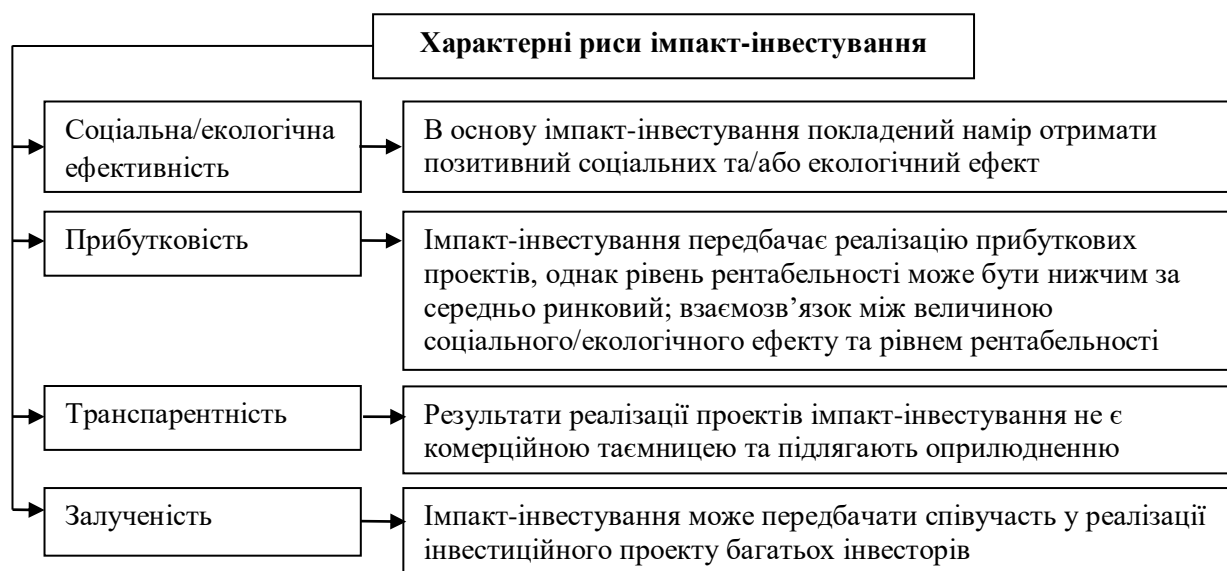 Характерні риси імпакт-інвестування
Соціальна/екологічна
ефективність
В основу імпакт-інвестування покладений намір отримати
позитивний соціальних та/або екологічний ефект
Прибутковість
Імпакт-інвестування передбачає реалізацію прибуткових
проектів, однак рівень рентабельності може бути нижчим за
середньо ринковий; взаємозв’язок між величиною
соціального/екологічного ефекту та рівнем рентабельності
Транспарентність
Результати реалізації проектів імпакт-інвестування не є
комерційною таємницею та підлягають оприлюдненню
Залученість
Імпакт-інвестування може передбачати співучасть у реалізації
інвестиційного проекту багатьох інвесторів